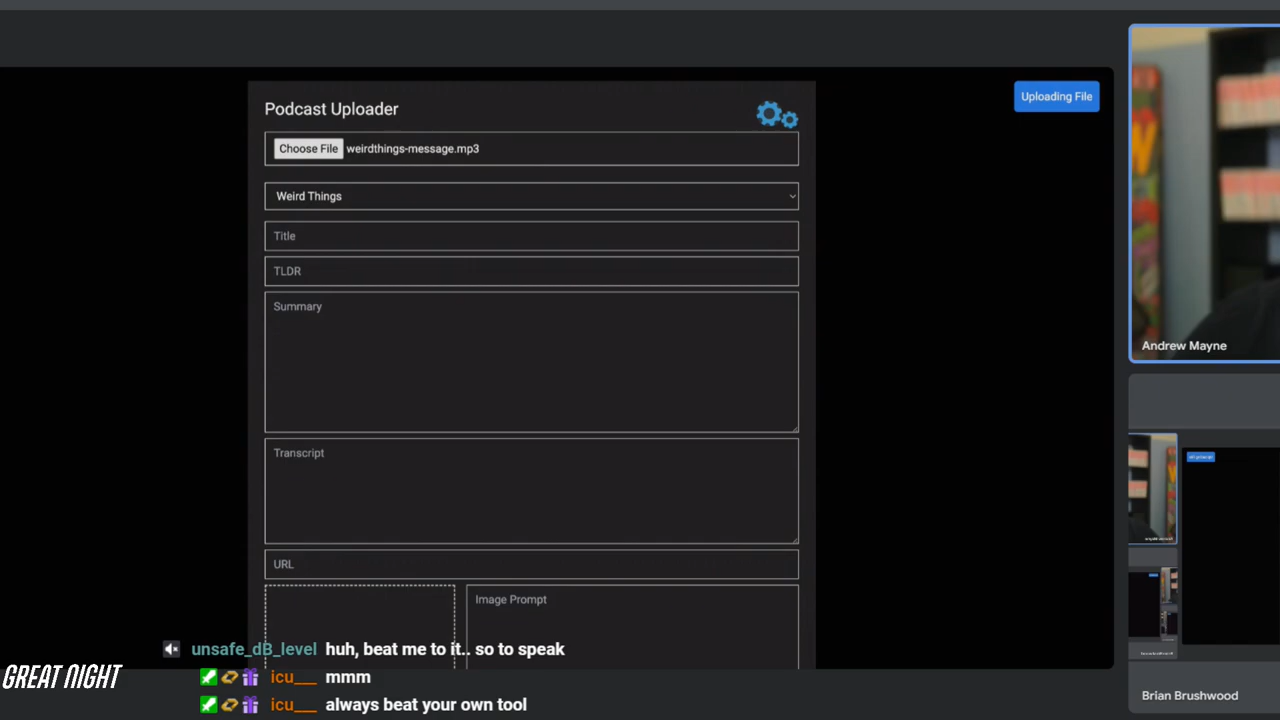 Podcast Uploader
Uploading File
Choose File weirdthings-message.mp3
Weird Things
Title
TLDR
Summary
Transcript
URL
Image Prompt
Andrew Mayne
Brian Brushwood
unsafe_dB_level huh, beat me to it.. so to speak
icu___ mmm
icu___ always beat your own tool
GREAT NIGHT